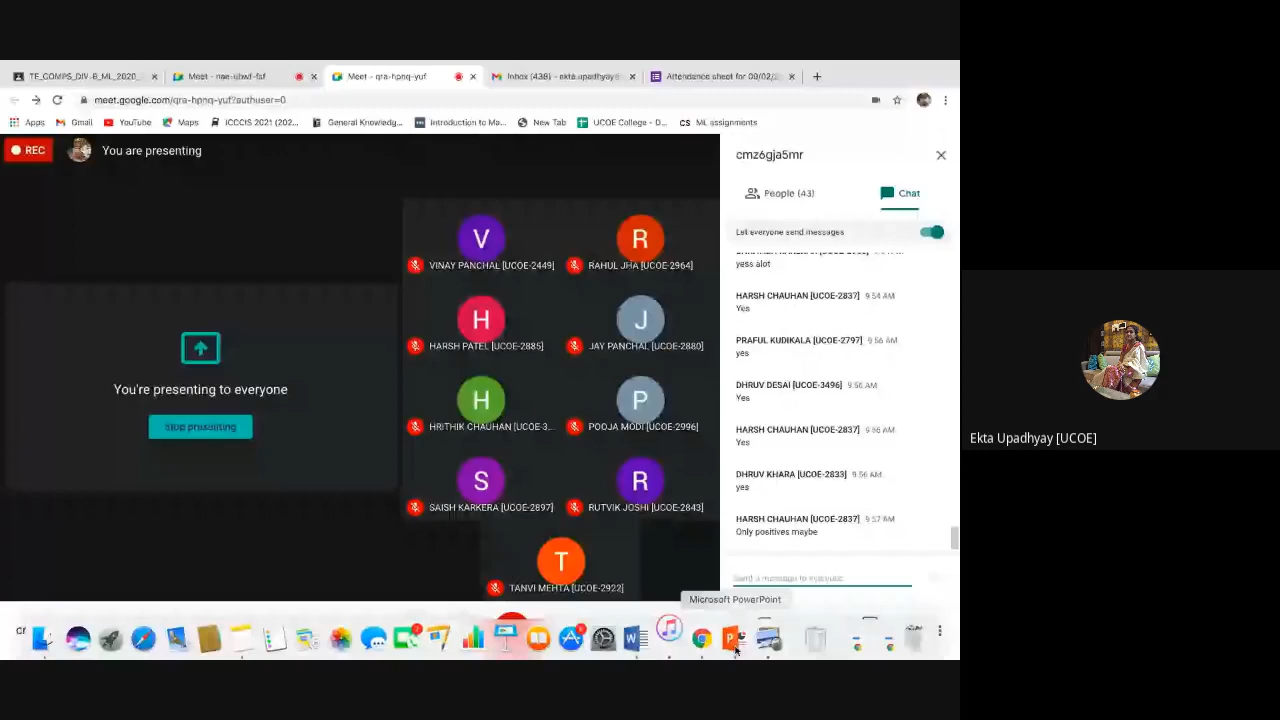 TE_COMPS_DIV-B_ML_2020_
Meet - nae-ubwf-fsf
Meet - qra-hpnq-yuf
Inbox (438) - ekta.upadhyay@
Attendance sheet for 09/02/2
meet.google.com/qra-hpnq-yuf?authuser=0
Apps
Gmail
YouTube
Maps
ICCCIS 2021 (202...
General Knowledg...
Introduction to Ma...
New Tab
UCOE College - D...
CS ML assignments
REC
You are presenting
cmz6gja5mr
People (43)
Chat
Let everyone send messages
yess alot
HARSH CHAUHAN [UCOE-2837] 9:54 AM
Yes
PRAFUL KUDIKALA [UCOE-2797] 9:56 AM
yes
DHRUV DESAI [UCOE-3496] 9:56 AM
Yes
HARSH CHAUHAN [UCOE-2837] 9:56 AM
Yes
DHRUV KHARA [UCOE-2833] 9:56 AM
yes
HARSH CHAUHAN [UCOE-2837] 9:57 AM
Only positives maybe
Send a message to everyone
You're presenting to everyone
Stop presenting
V
R
VINAY PANCHAL [UCOE-2449]
RAHUL JHA [UCOE-2964]
H
J
HARSH PATEL [UCOE-2885]
JAY PANCHAL [UCOE-2880]
H
P
HRITHIK CHAUHAN [UCOE-3...
POOJA MODI [UCOE-2996]
S
R
SAISH KARKERA [UCOE-2897]
RUTVIK JOSHI [UCOE-2843]
T
TANVI MEHTA [UCOE-2922]
Microsoft PowerPoint
Ekta Upadhyay [UCOE]